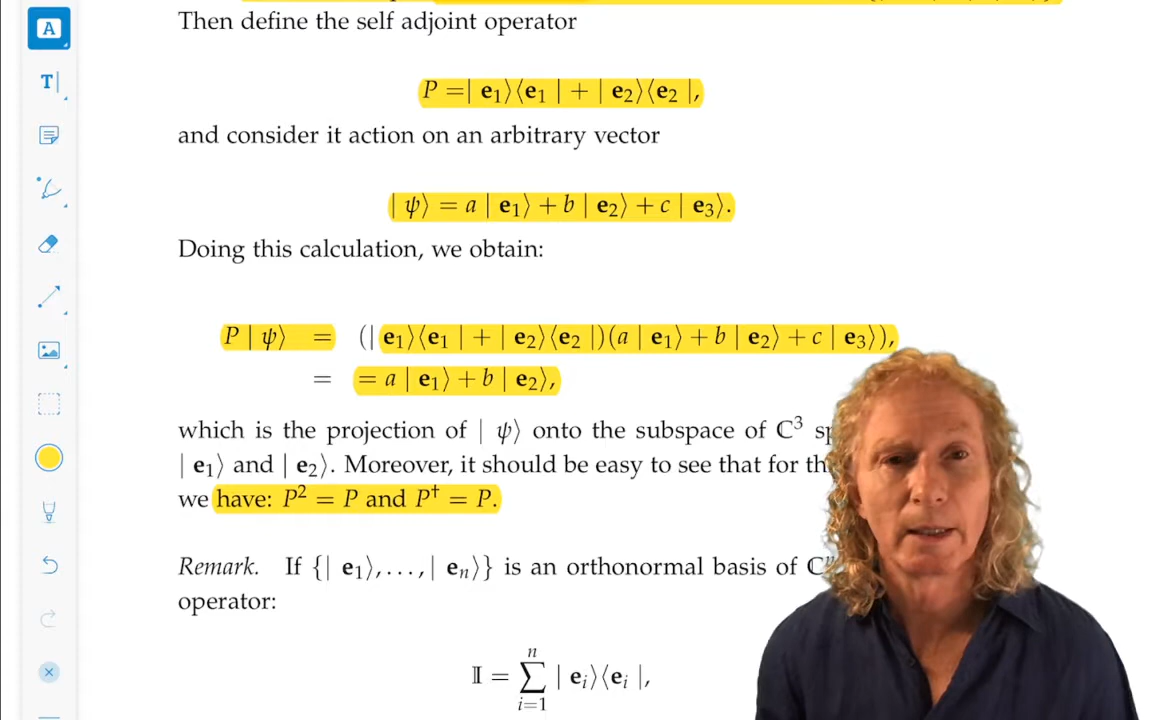 Then define the self adjoint operator
P =| e₁⟩⟨e₁ | + | e₂⟩⟨e₂ |,
and consider it action on an arbitrary vector
| ψ⟩ = a | e₁⟩ + b | e₂⟩ + c | e₃⟩.
Doing this calculation, we obtain:
P | ψ⟩ = (| e₁⟩⟨e₁ | + | e₂⟩⟨e₂ |)(a | e₁⟩ + b | e₂⟩ + c | e₃⟩),
= = a | e₁⟩ + b | e₂⟩,
which is the projection of | ψ⟩ onto the subspace of ℂ³
| e₁⟩ and | e₂⟩. Moreover, it should be easy to see that for
we have: P² = P and P† = P.
Remark. If {| e₁⟩, . . . , | eₙ⟩} is an orthonormal basis of ℂⁿ
operator:
𝕀 = ∑ᵢ₌₁ⁿ | eᵢ⟩⟨eᵢ |,
A
T